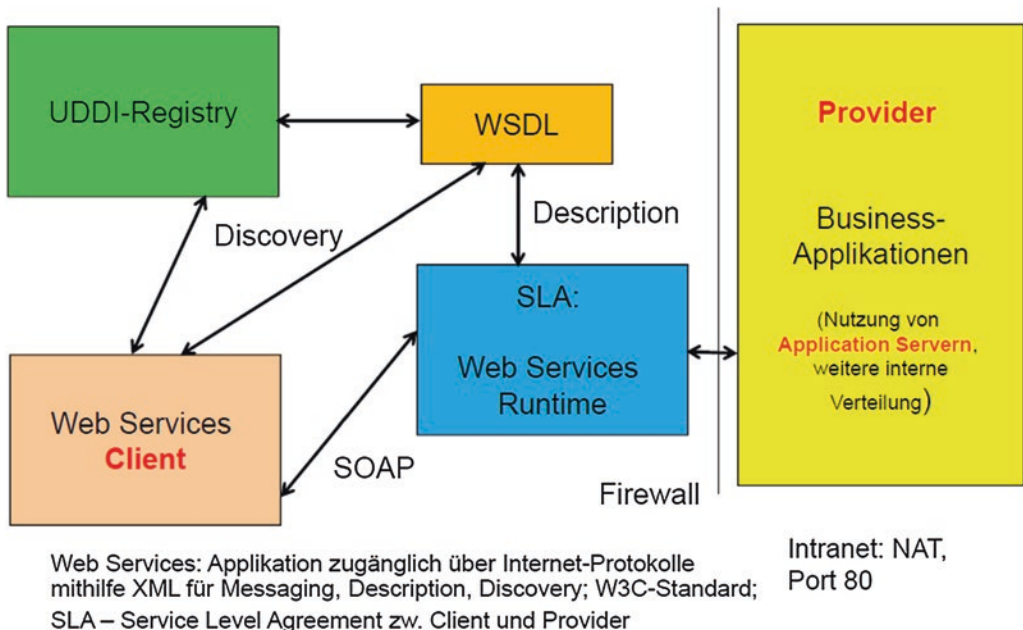 UDDI-Registry
WSDL
Provider
Discovery
Description
Business-
Applikationen
SLA:
Web Services
Runtime
(Nutzung von
Application Servern,
weitere interne
Verteilung)
Web Services
Client
SOAP
Firewall
Web Services: Applikation zugänglich über Internet-Protokolle
mithilfe XML für Messaging, Description, Discovery; W3C-Standard;
SLA – Service Level Agreement zw. Client und Provider
Intranet: NAT,
Port 80